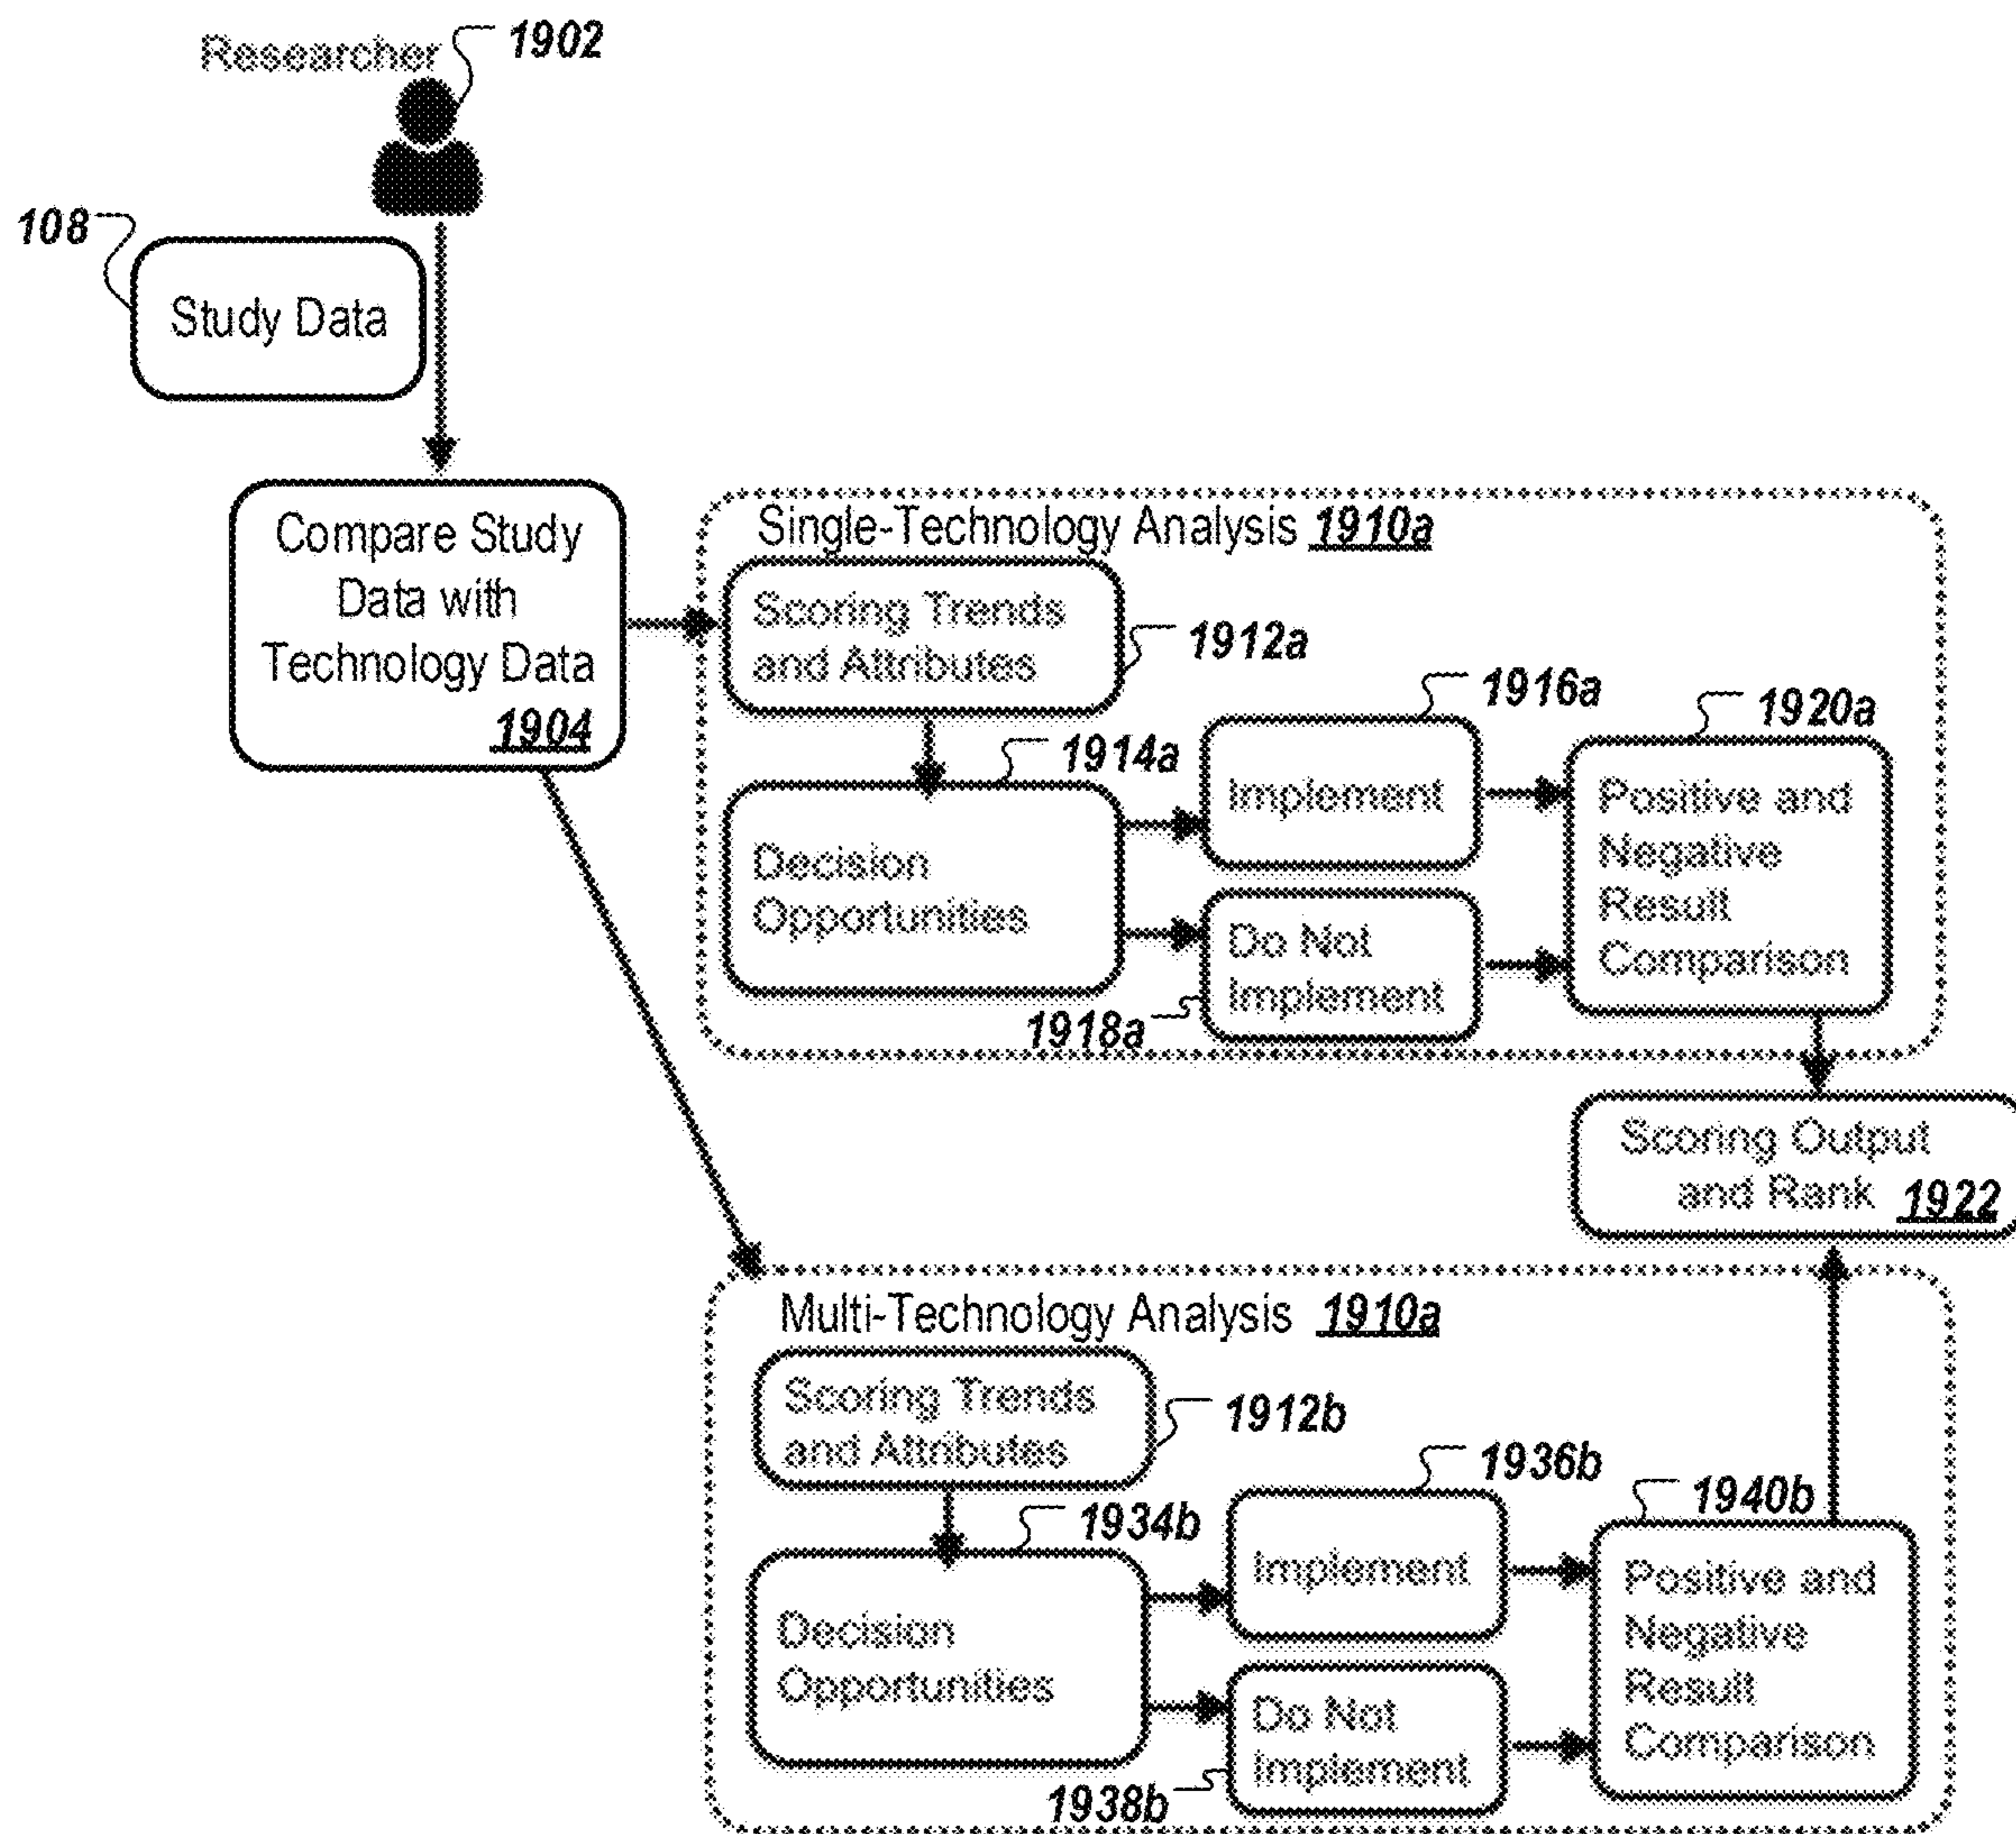 Researcher
1902
108
Study Data
Compare Study
Data with
Technology Data
1904
Single-Technology Analysis 1910a
Scoring Trends
and Attributes
1912a
1914a
Decision
Opportunities
1916a
Implement
Do Not
Implement
1918a
1920a
Positive and
Negative
Result
Comparison
Scoring Output
and Rank 1922
Multi-Technology Analysis 1910a
Scoring Trends
and Attributes
1912b
1934b
Decision
Opportunities
1936b
Implement
Do Not
Implement
1938b
1940b
Positive and
Negative
Result
Comparison